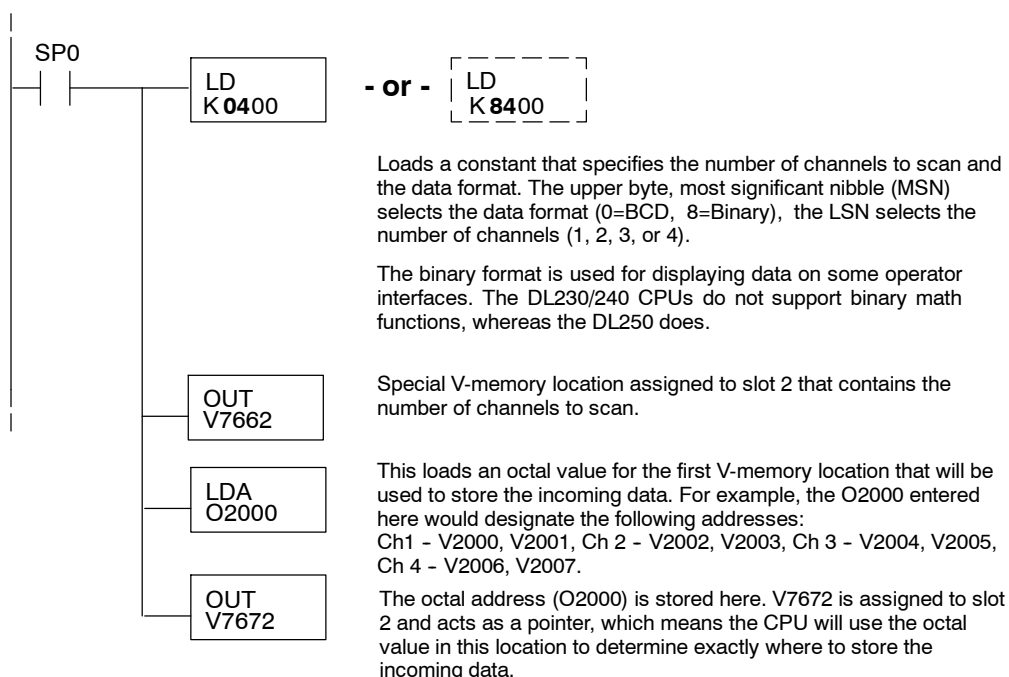 SP0
LD
K0400
- or -
LD
K8400
Loads a constant that specifies the number of channels to scan and
the data format. The upper byte, most significant nibble (MSN)
selects the data format (0=BCD, 8=Binary), the LSN selects the
number of channels (1, 2, 3, or 4).
The binary format is used for displaying data on some operator
interfaces. The DL230/240 CPUs do not support binary math
functions, whereas the DL250 does.
OUT
V7662
Special V-memory location assigned to slot 2 that contains the
number of channels to scan.
LDA
O2000
This loads an octal value for the first V-memory location that will be
used to store the incoming data. For example, the O2000 entered
here would designate the following addresses:
Ch1 - V2000, V2001, Ch 2 - V2002, V2003, Ch 3 - V2004, V2005,
Ch 4 - V2006, V2007.
OUT
V7672
The octal address (O2000) is stored here. V7672 is assigned to slot
2 and acts as a pointer, which means the CPU will use the octal
value in this location to determine exactly where to store the
incoming data.